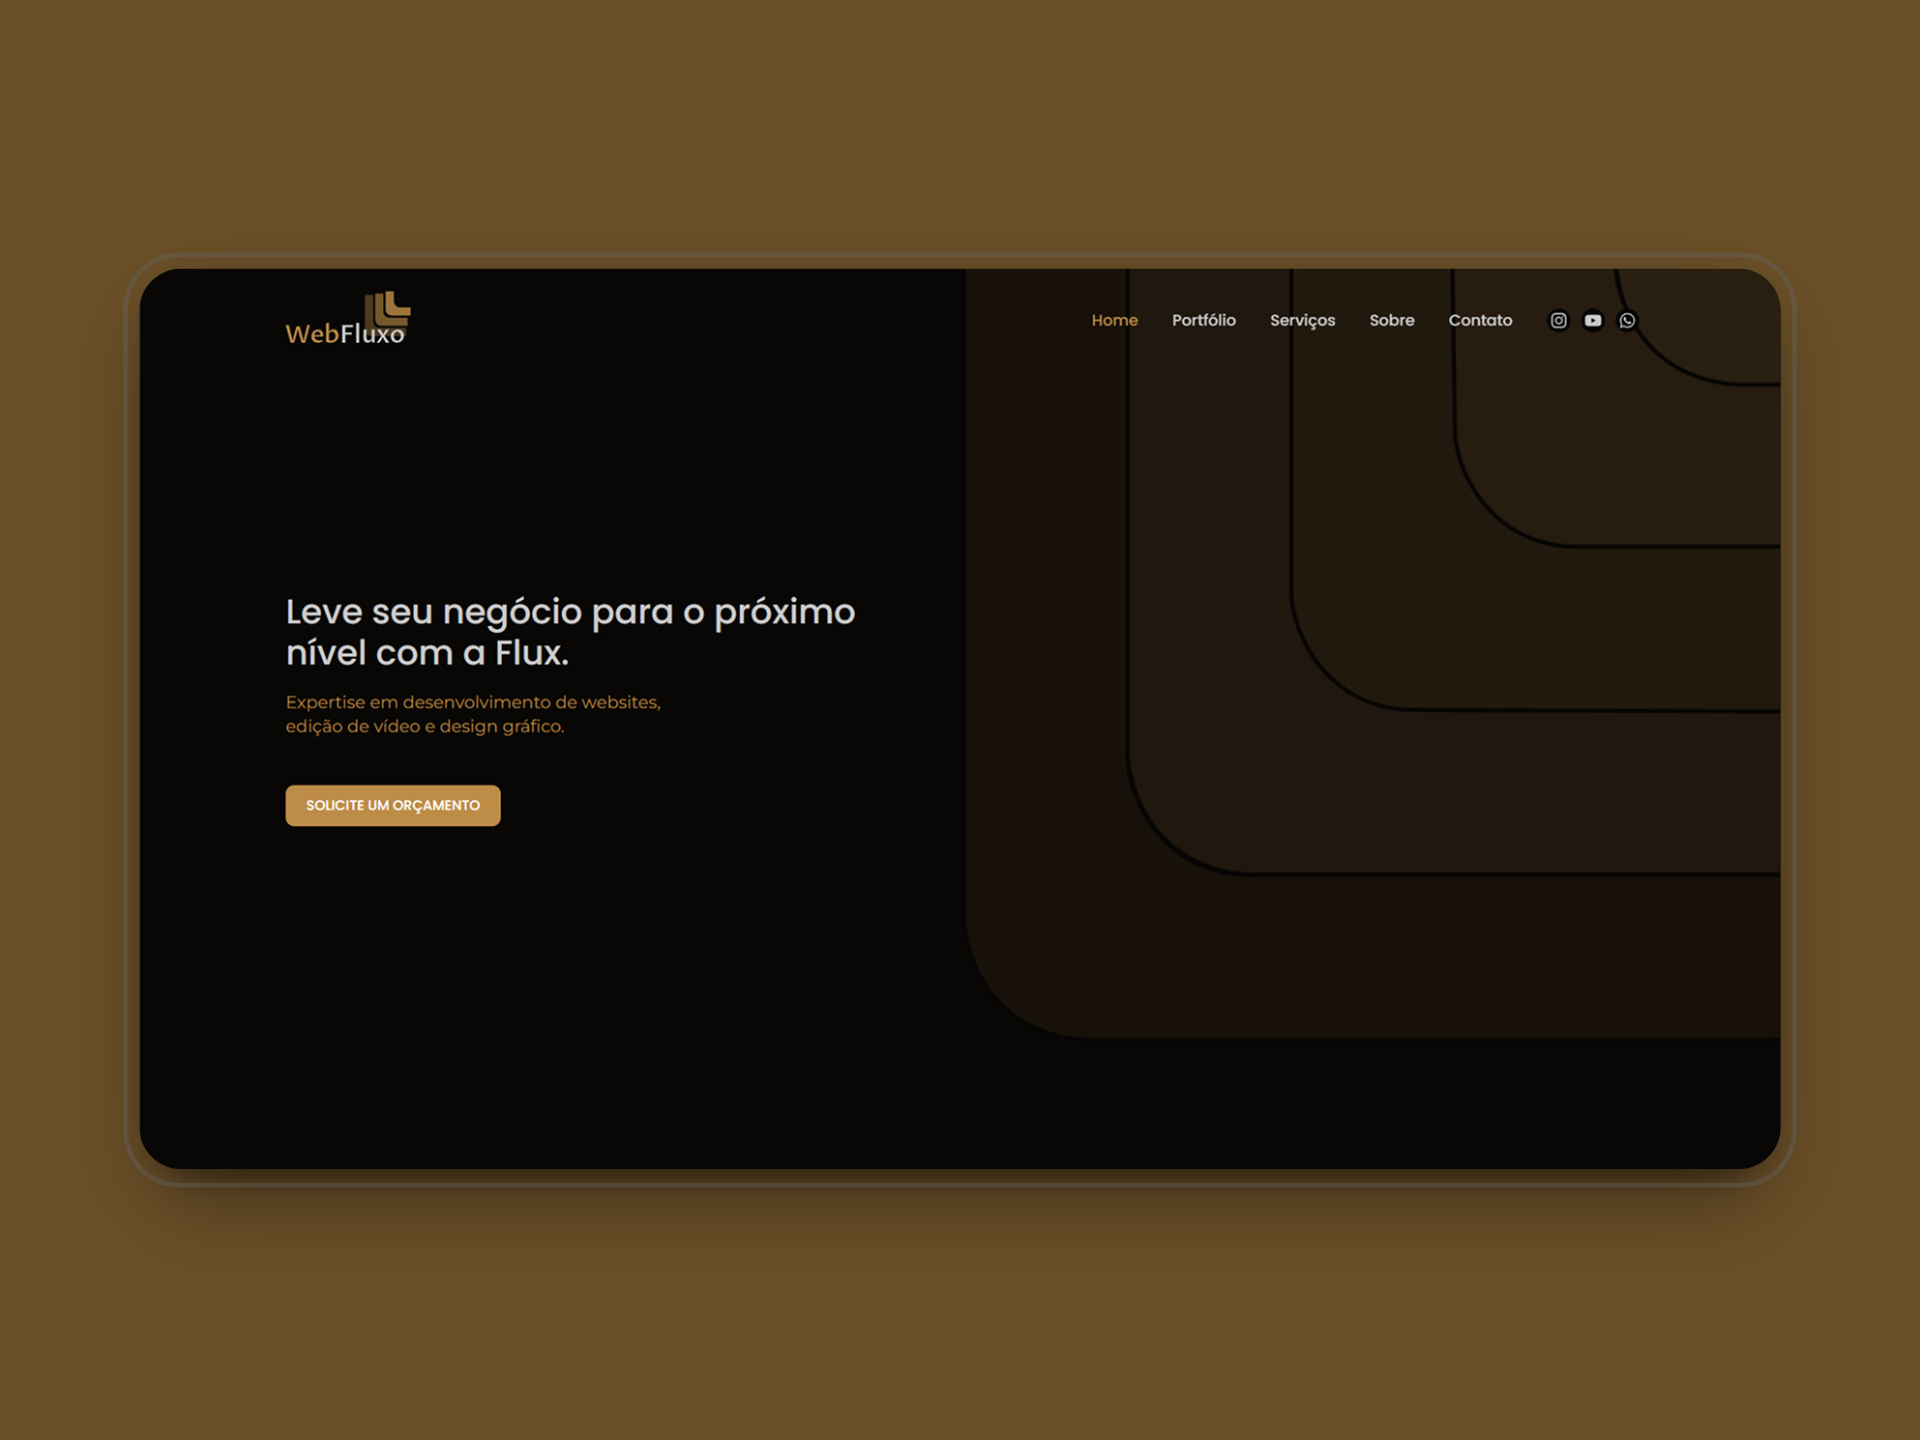 WebFluxo
Home Portfólio Serviços Sobre Contato
Leve seu negócio para o próximo
nível com a Flux.
Expertise em desenvolvimento de websites,
edição de vídeo e design gráfico.
SOLICITE UM ORÇAMENTO